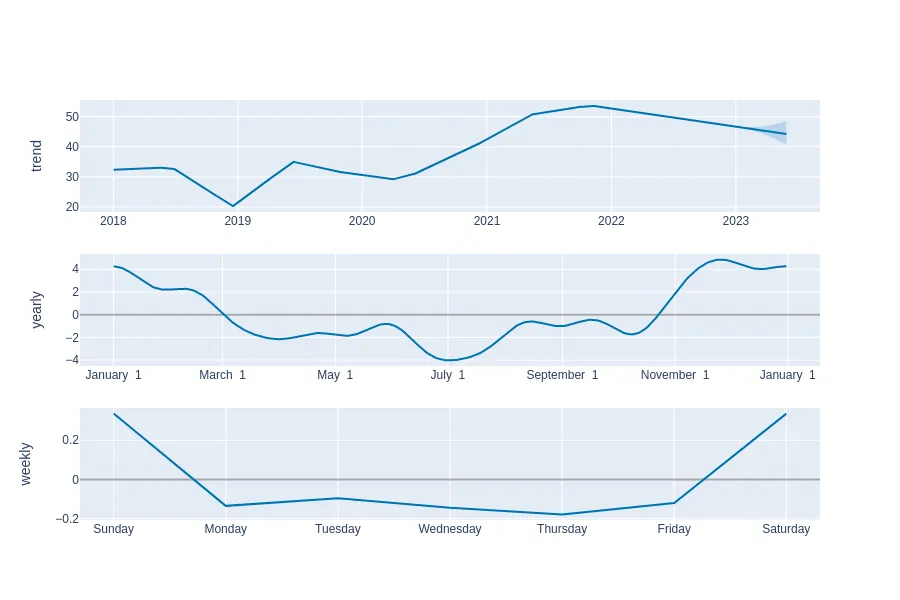 trend
50
40
30
20
2018 2019 2020 2021 2022 2023
yearly
4
2
0
−2
−4
January 1 March 1 May 1 July 1 September 1 November 1 January 1
weekly
0.2
0
−0.2
Sunday Monday Tuesday Wednesday Thursday Friday Saturday